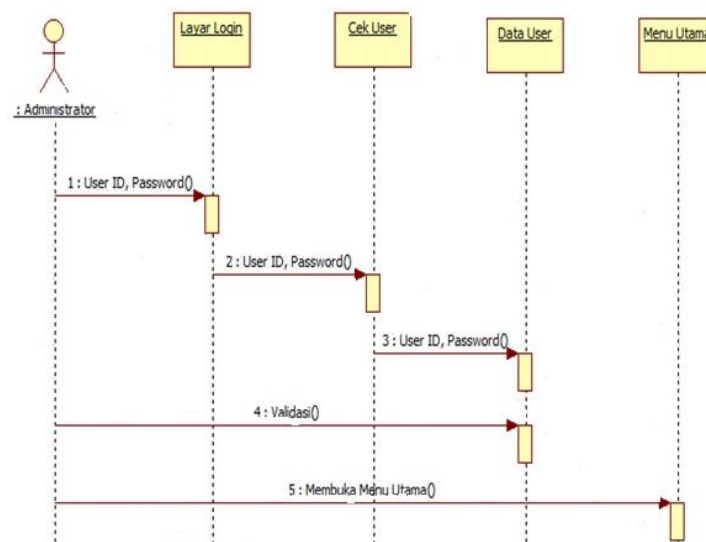 Layar Login
Cek User
Data User
Menu Utama
: Administrator
1 : User ID, Password()
2 : User ID, Password()
3 : User ID, Password()
4 : Validasi()
5 : Membuka Menu Utama()